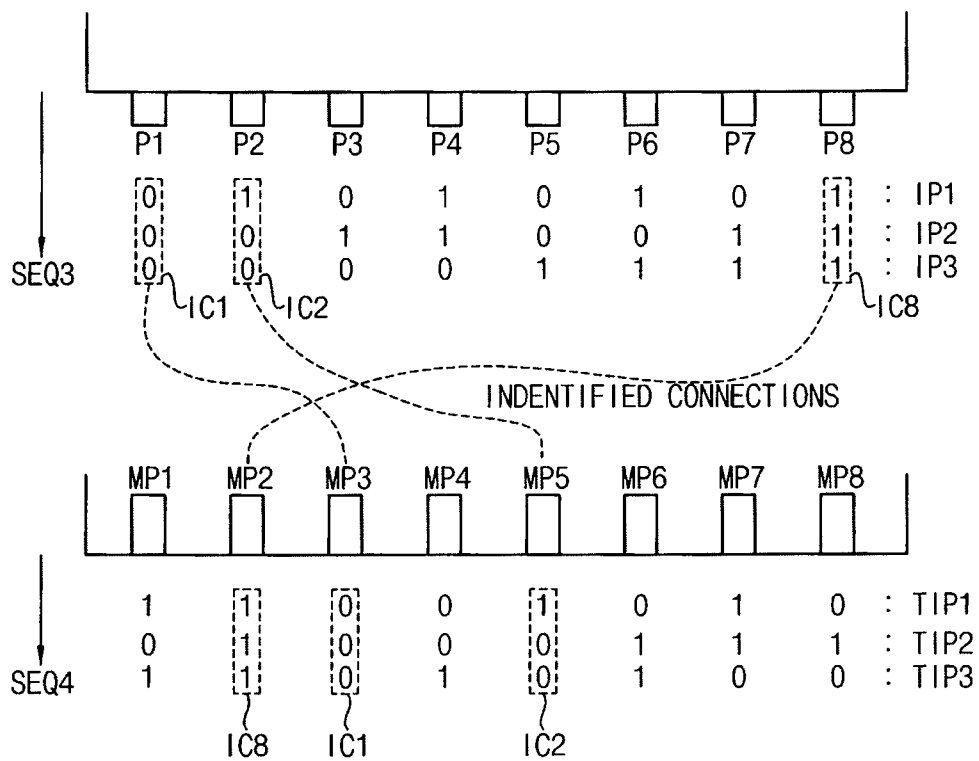 P1 P2 P3 P4 P5 P6 P7 P8
0 1 0 1 0 1 0 1 : IP1
0 0 1 1 0 0 1 1 : IP2
SEQ3 0 0 0 0 1 1 1 1 : IP3
IC1 IC2 IC8
INDENTIFIED CONNECTIONS
MP1 MP2 MP3 MP4 MP5 MP6 MP7 MP8
1 1 0 0 1 0 1 0 : TIP1
0 1 0 0 0 1 1 1 : TIP2
SEQ4 1 1 0 1 0 1 0 0 : TIP3
IC8 IC1 IC2